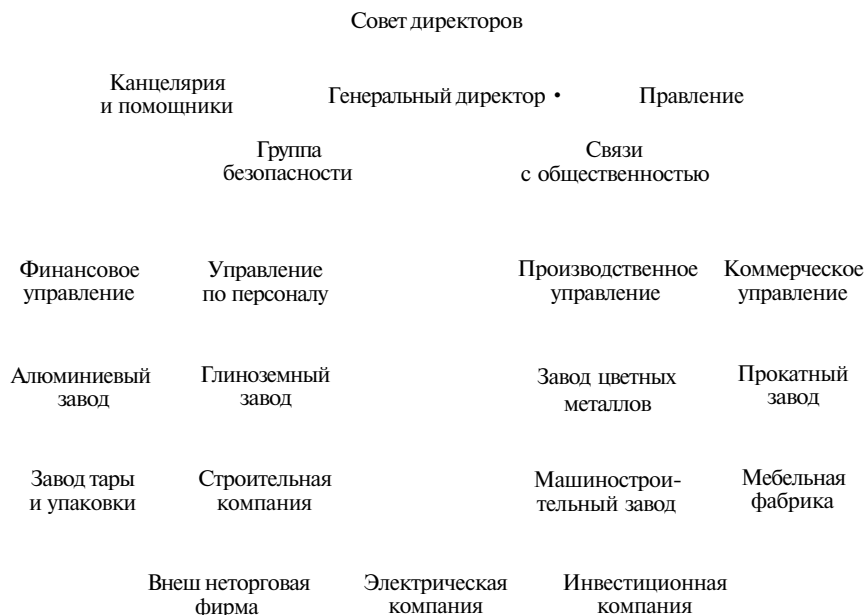 Совет директоров
Канцелярия
и помощники
Генеральный директор •
Правление
Группа
безопасности
Связи
с общественностью
Финансовое
управление
Управление
по персоналу
Производственное
управление
Коммерческое
управление
Алюминиевый
завод
Глиноземный
завод
Завод цветных
металлов
Прокатный
завод
Завод тары
и упаковки
Строительная
компания
Машинострои-
тельный завод
Мебельная
фабрика
Внеш неторговая
фирма
Электрическая
компания
Инвестиционная
компания